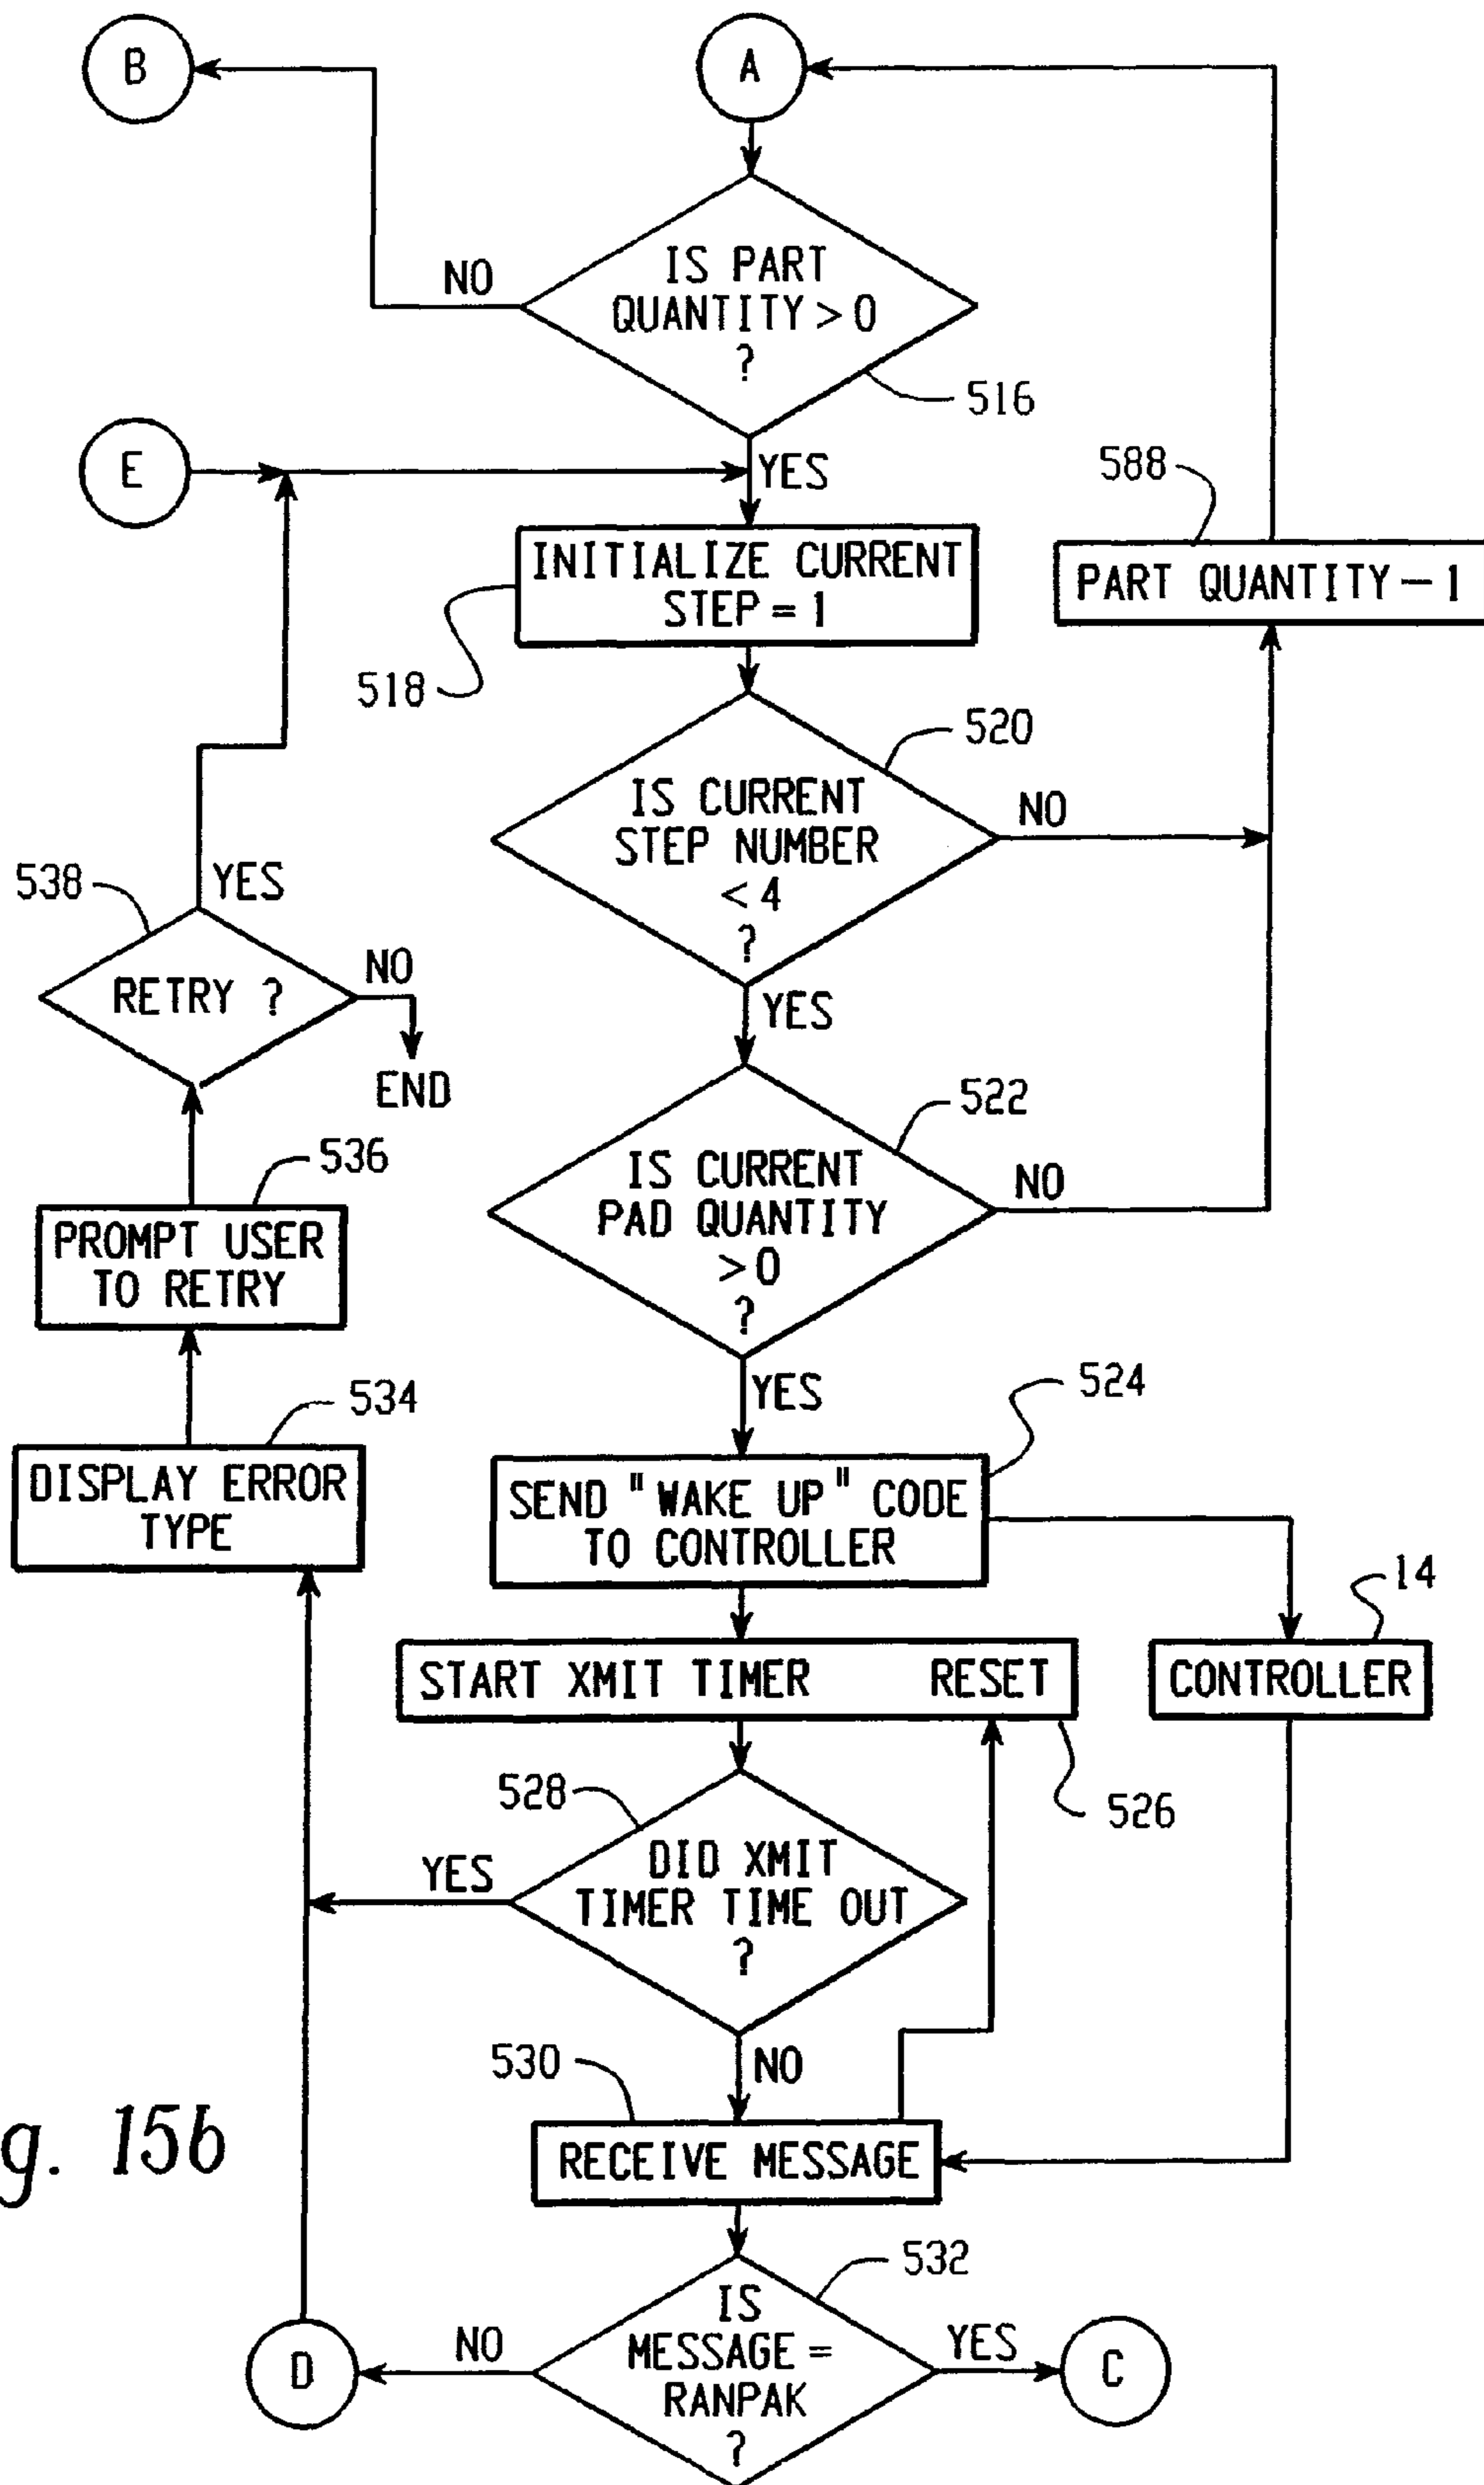 B
A
IS PART
QUANTITY > 0
?
NO
516
E
YES
588
INITIALIZE CURRENT
STEP = 1
PART QUANTITY – 1
518
520
IS CURRENT
STEP NUMBER
< 4
?
NO
538
YES
RETRY ?
NO
END
YES
522
IS CURRENT
PAD QUANTITY
> 0
?
NO
536
PROMPT USER
TO RETRY
YES
524
534
DISPLAY ERROR
TYPE
SEND "WAKE UP" CODE
TO CONTROLLER
14
START XMIT TIMER RESET
CONTROLLER
528
526
YES
DID XMIT
TIMER TIME OUT
?
530
NO
g. 15b
RECEIVE MESSAGE
532
D
NO
IS
MESSAGE =
RANPAK
?
YES
C